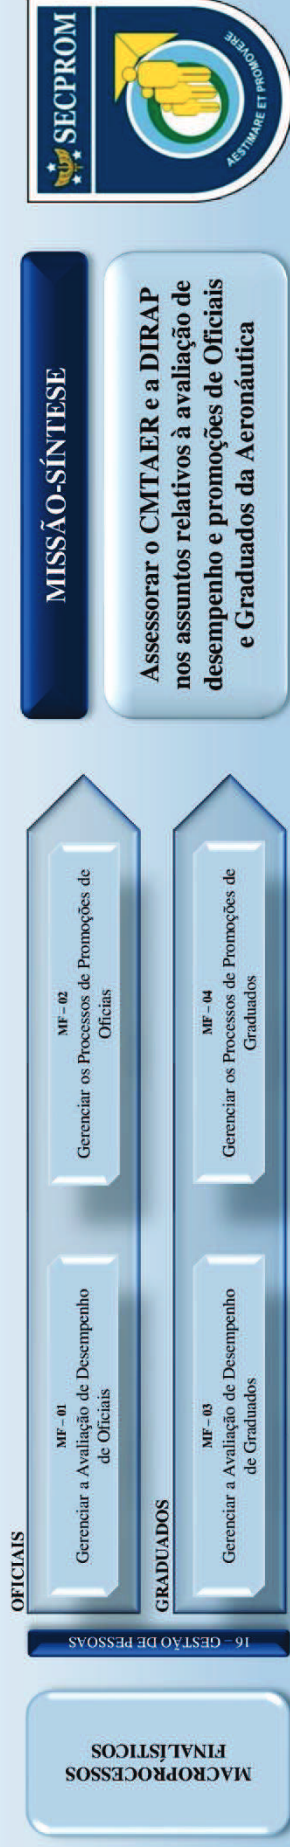 MACROPROCESSOS
FINALÍSTICOS
16 – GESTÃO DE PESSOAS
OFICIAIS
MF – 01
Gerenciar a Avaliação de Desempenho
de Oficiais
MF – 02
Gerenciar os Processos de Promoções de
Oficias
GRADUADOS
MF – 03
Gerenciar a Avaliação de Desempenho
de Graduados
MF – 04
Gerenciar os Processos de Promoções de
Graduados
MISSÃO-SÍNTESE
Assessorar o CMTAER e a DIRAP
nos assuntos relativos à avaliação de
desempenho e promoções de Oficiais
e Graduados da Aeronáutica
SECPROM
AESTIMARE ET PROMOVERE